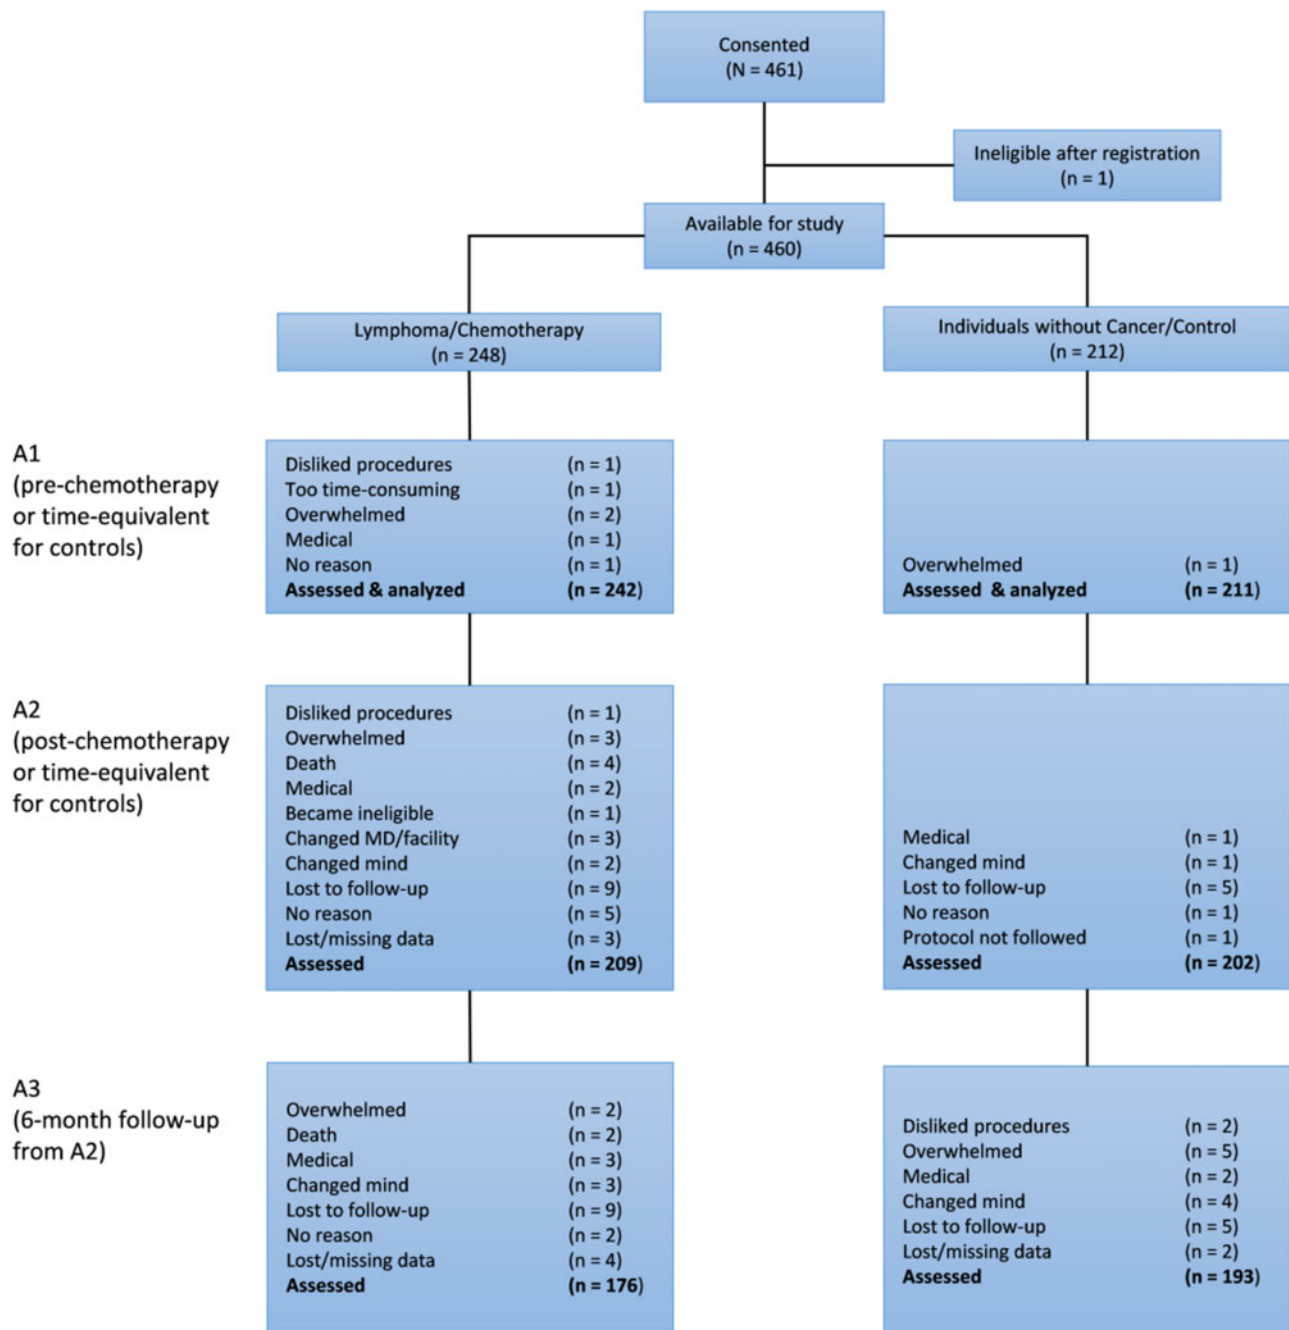 Consented
(N = 461)
Ineligible after registration
(n = 1)
Available for study
(n = 460)
Lymphoma/Chemotherapy
(n = 248)
Individuals without Cancer/Control
(n = 212)
A1
(pre-chemotherapy
or time-equivalent
for controls)
Disliked procedures (n = 1)
Too time-consuming (n = 1)
Overwhelmed (n = 2)
Medical (n = 1)
No reason (n = 1)
Assessed & analyzed (n = 242)
Overwhelmed (n = 1)
Assessed & analyzed (n = 211)
A2
(post-chemotherapy
or time-equivalent
for controls)
Disliked procedures (n = 1)
Overwhelmed (n = 3)
Death (n = 4)
Medical (n = 2)
Became ineligible (n = 1)
Changed MD/facility (n = 3)
Changed mind (n = 2)
Lost to follow-up (n = 9)
No reason (n = 5)
Lost/missing data (n = 3)
Assessed (n = 209)
Medical (n = 1)
Changed mind (n = 1)
Lost to follow-up (n = 5)
No reason (n = 1)
Protocol not followed (n = 1)
Assessed (n = 202)
A3
(6-month follow-up
from A2)
Overwhelmed (n = 2)
Death (n = 2)
Medical (n = 3)
Changed mind (n = 3)
Lost to follow-up (n = 9)
No reason (n = 2)
Lost/missing data (n = 4)
Assessed (n = 176)
Disliked procedures (n = 2)
Overwhelmed (n = 5)
Medical (n = 2)
Changed mind (n = 4)
Lost to follow-up (n = 5)
Lost/missing data (n = 2)
Assessed (n = 193)